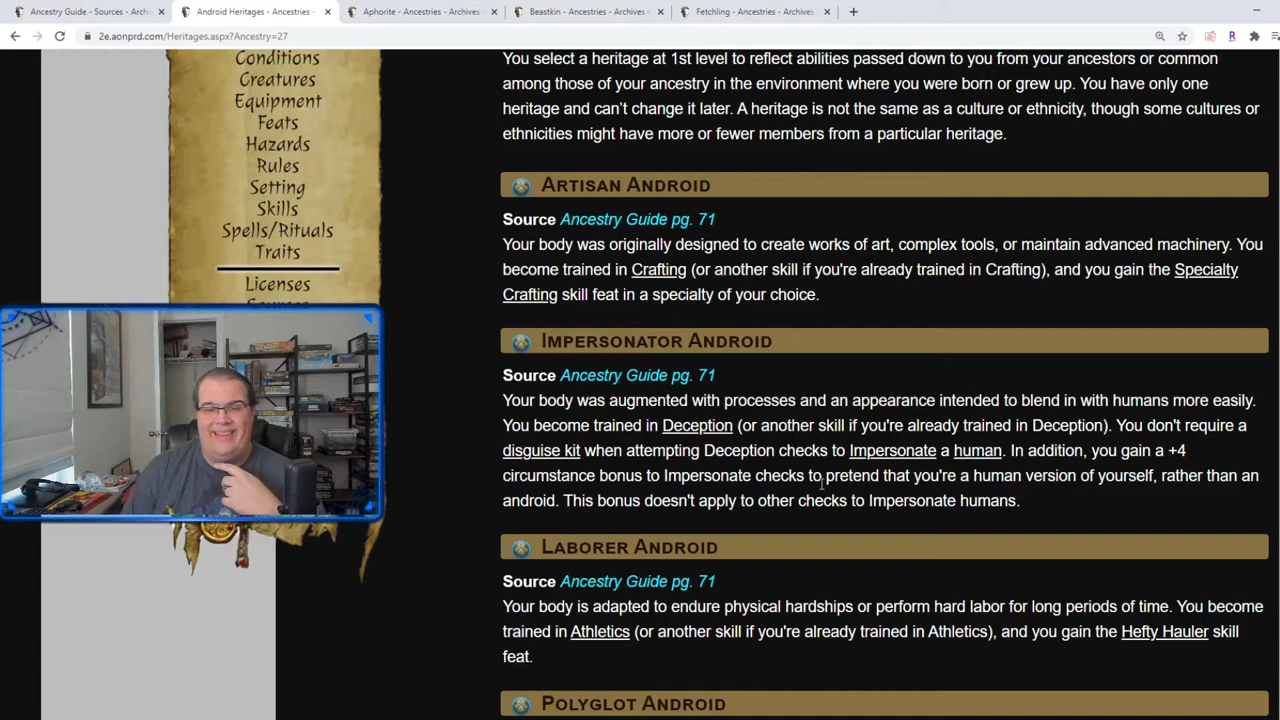 Ancestry Guide - Sources - Arch
Android Heritages - Ancestries -
Aphorite - Ancestries - Archives o
Beastkin - Ancestries - Archives o
Fetchling - Ancestries - Archives
2e.aonprd.com/Heritages.aspx?Ancestry=27
Conditions
Creatures
Equipment
Feats
Hazards
Rules
Setting
Skills
Spells/Rituals
Traits
Licenses
You select a heritage at 1st level to reflect abilities passed down to you from your ancestors or common
among those of your ancestry in the environment where you were born or grew up. You have only one
heritage and can't change it later. A heritage is not the same as a culture or ethnicity, though some cultures or
ethnicities might have more or fewer members from a particular heritage.
Artisan Android
Source Ancestry Guide pg. 71
Your body was originally designed to create works of art, complex tools, or maintain advanced machinery. You
become trained in Crafting (or another skill if you're already trained in Crafting), and you gain the Specialty
Crafting skill feat in a specialty of your choice.
Impersonator Android
Source Ancestry Guide pg. 71
Your body was augmented with processes and an appearance intended to blend in with humans more easily.
You become trained in Deception (or another skill if you're already trained in Deception). You don't require a
disguise kit when attempting Deception checks to Impersonate a human. In addition, you gain a +4
circumstance bonus to Impersonate checks to pretend that you're a human version of yourself, rather than an
android. This bonus doesn't apply to other checks to Impersonate humans.
Laborer Android
Source Ancestry Guide pg. 71
Your body is adapted to endure physical hardships or perform hard labor for long periods of time. You become
trained in Athletics (or another skill if you're already trained in Athletics), and you gain the Hefty Hauler skill
feat.
Polyglot Android